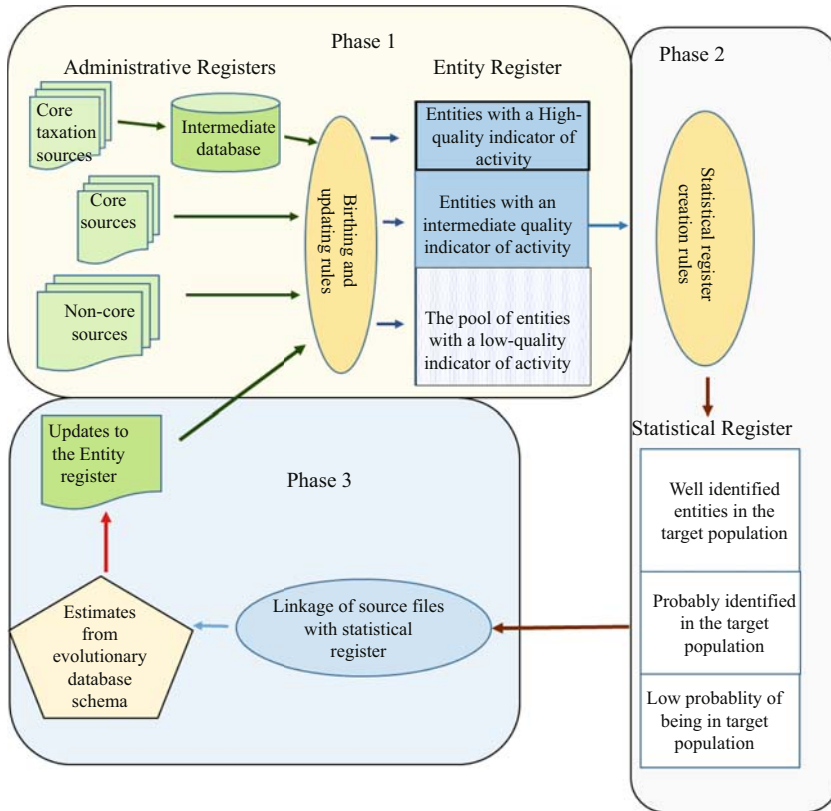 Phase 1
Administrative Registers
Core
taxation
sources
Intermediate
database
Core
sources
Non-core
sources
Birthing and
updating rules
Entity Register
Entities with a High-
quality indicator of
activity
Entities with an
intermediate quality
indicator of activity
The pool of entities
with a low-quality
indicator of activity
Phase 2
Statistical register
creation rules
Statistical Register
Well identified
entities in the
target population
Probably identified
in the target
population
Low probablity of
being in target
population
Phase 3
Linkage of source files
with statistical
register
Estimates
from
evolutionary
database
schema
Updates to
the Entity
register